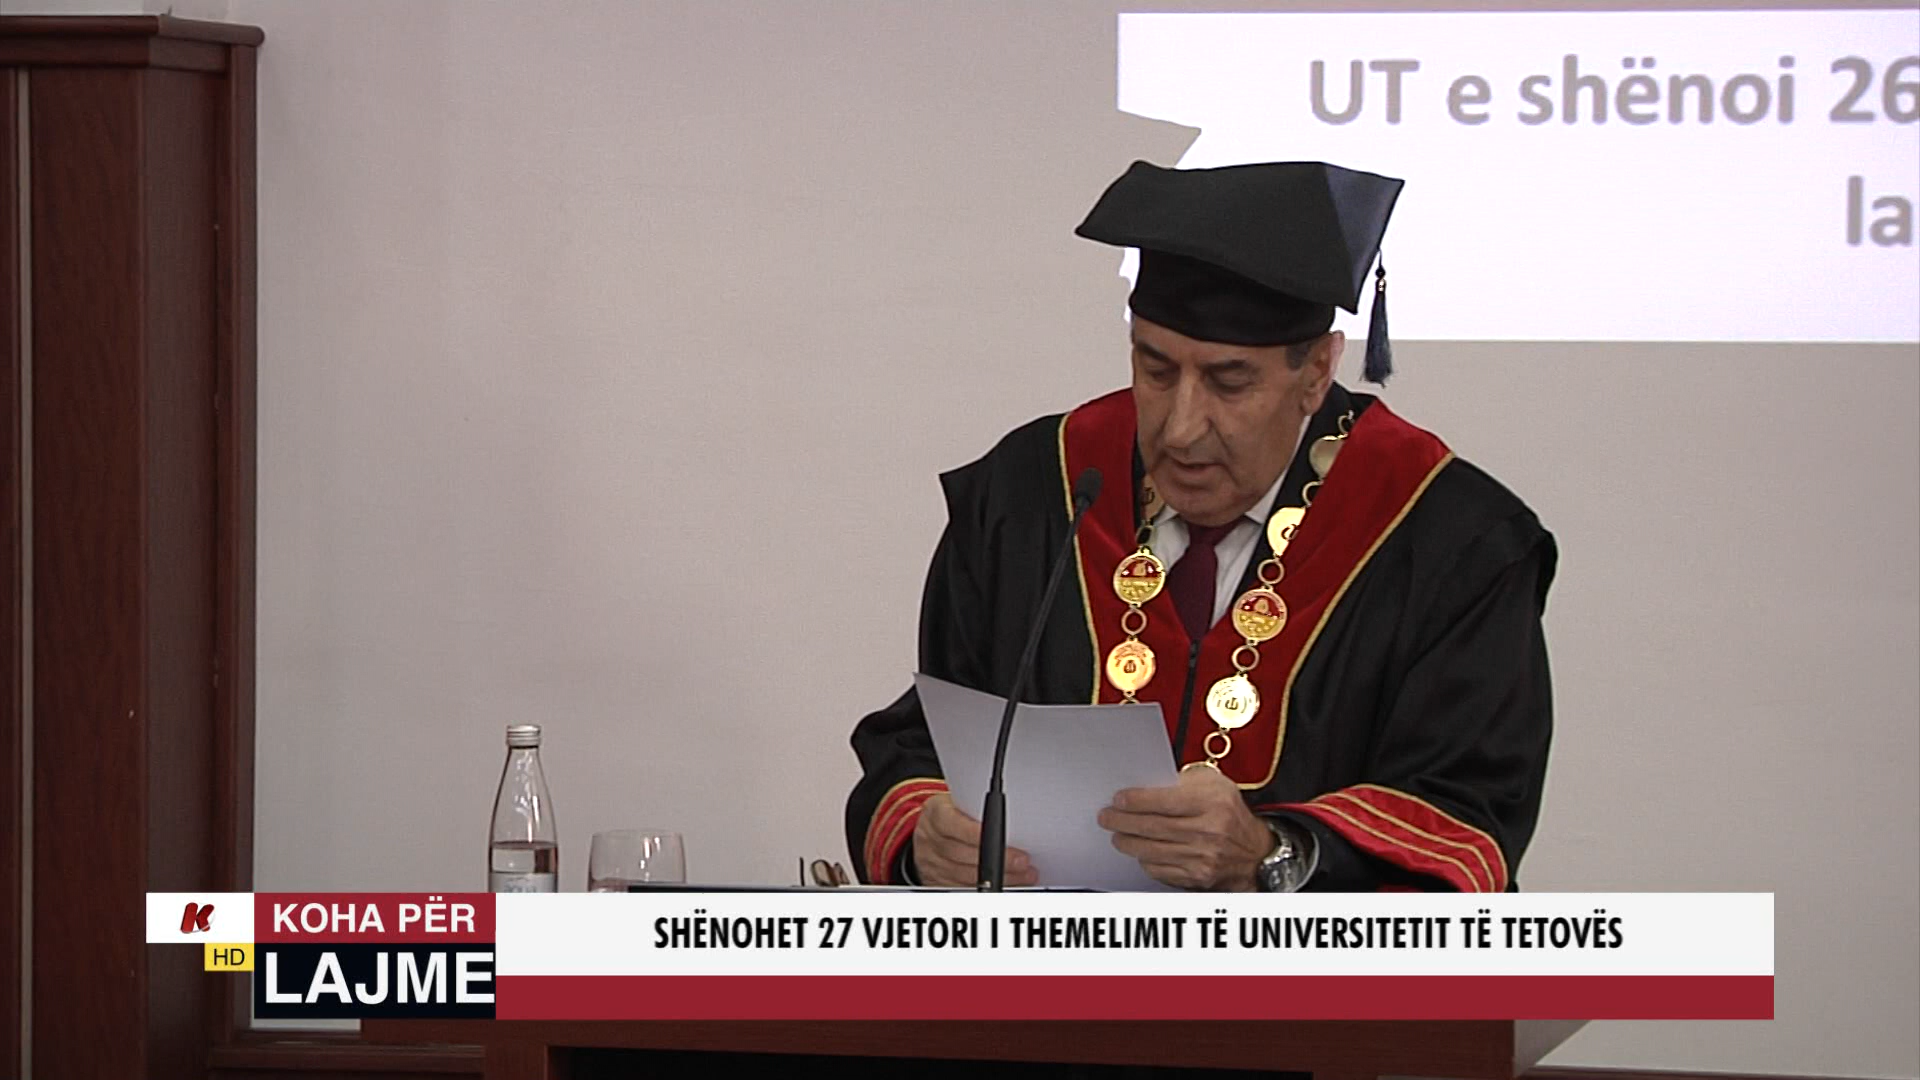 UT e shënoi 26
la
KOHA PËR
HD
LAJME
SHËNOHET 27 VJETORI I THEMELIMIT TË UNIVERSITETIT TË TETOVËS